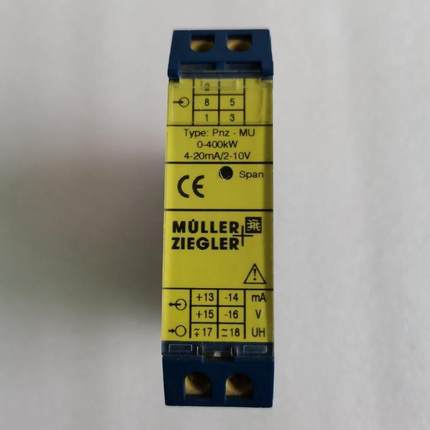 2
8 5
1 3
Type: Pnz - MU
0-400kW
4-20mA/2-10V
Span
CE
MÜLLER
ZIEGLER
+13 -14 mA
+15 -16 V
17 18 UH